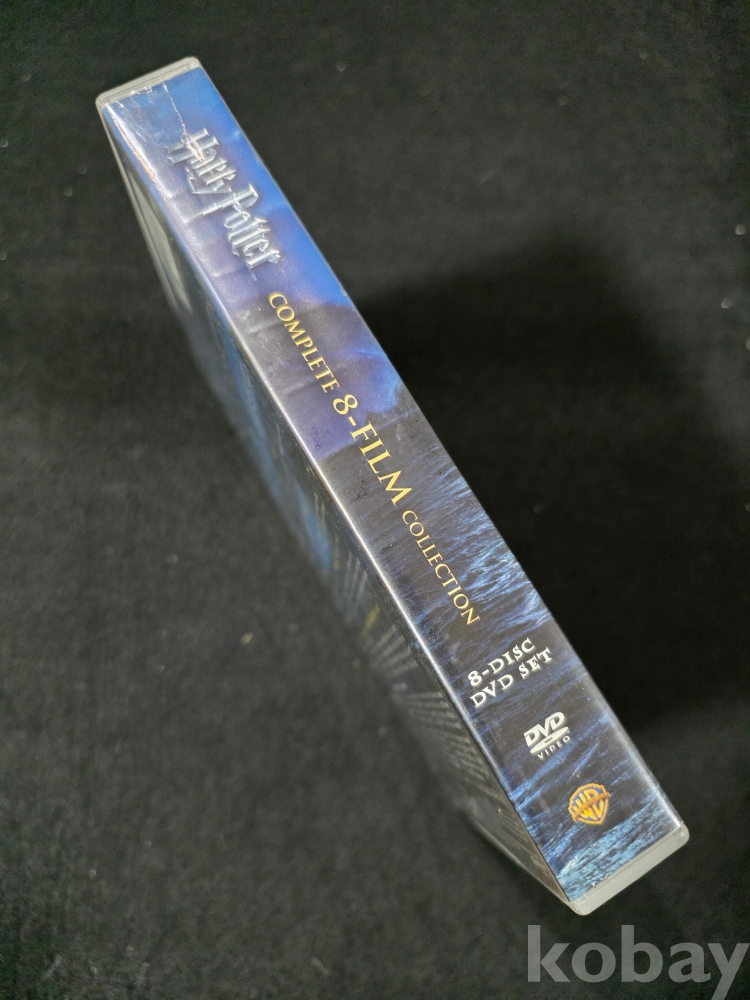 Harry Potter
COMPLETE 8-FILM COLLECTION
8-DISC
DVD SET
DVD
VIDEO
WB
kobay